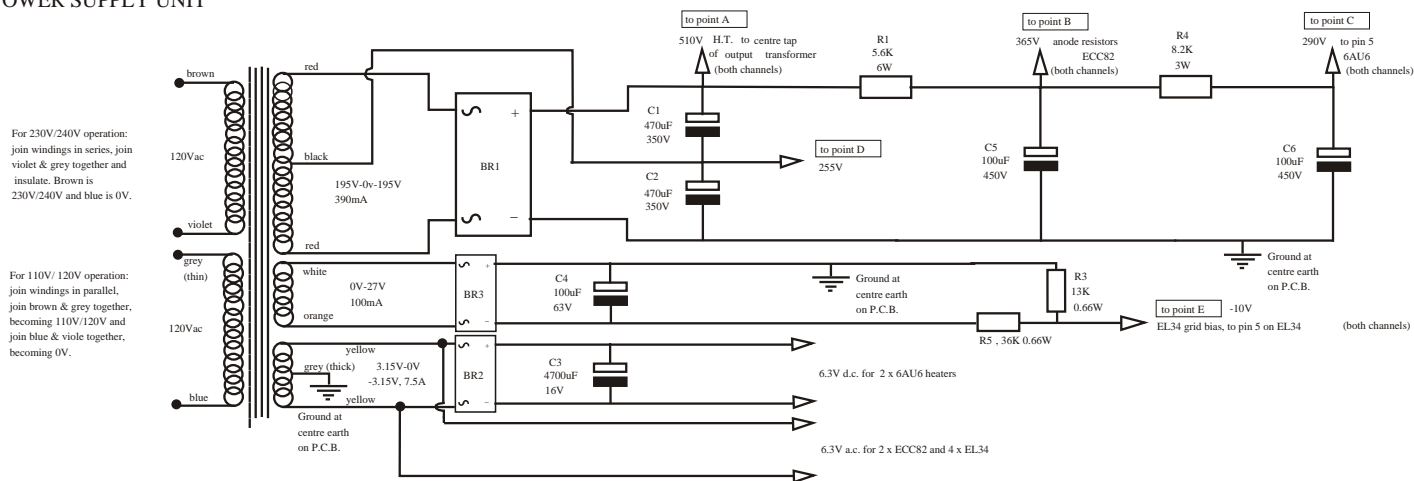 OWER SUPPLY UNIT
to point A
510V H.T. to centre tap
of output transformer
(both channels)
R1
5.6K
6W
to point B
365V anode resistors
ECC82
(both channels)
R4
8.2K
3W
to point C
290V to pin 5
6AU6
(both channels)
brown
red
For 230V/240V operation:
join windings in series, join
violet & grey together and
insulate. Brown is
230V/240V and blue is 0V.
120Vac
black
195V-0v-195V
390mA
BR1
+
−
C1
470uF
350V
C2
470uF
350V
to point D
255V
C5
100uF
450V
C6
100uF
450V
violet
red
grey
(thin)
For 110V/ 120V operation:
join windings in parallel,
join brown & grey together,
becoming 110V/120V and
join blue & viole together,
becoming 0V.
120Vac
blue
white
0V-27V
100mA
orange
BR3
+
-
C4
100uF
63V
Ground at
centre earth
on P.C.B.
Ground at
centre earth
on P.C.B.
R3
13K
0.66W
to point E -10V
EL34 grid bias, to pin 5 on EL34 (both channels)
R5 , 36K 0.66W
yellow
grey (thick)
3.15V-0V
-3.15V, 7.5A
yellow
BR2
+
-
C3
4700uF
16V
6.3V d.c. for 2 x 6AU6 heaters
Ground at
centre earth
on P.C.B.
6.3V a.c. for 2 x ECC82 and 4 x EL34